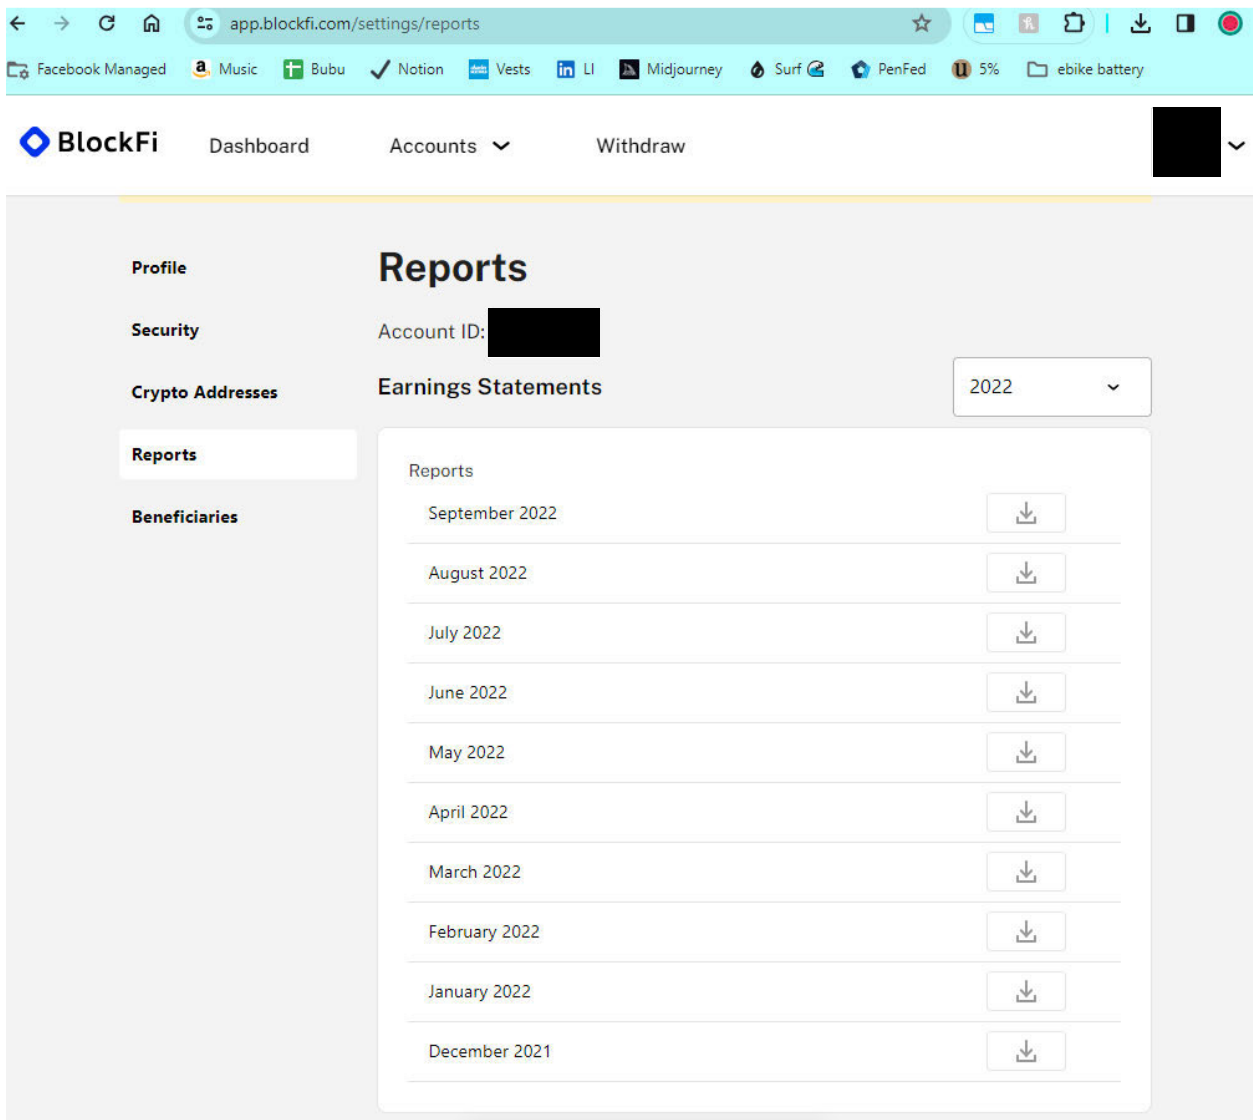 app.blockfi.com/settings/reports
Facebook Managed Music Bubu Notion Vests LI Midjourney Surf PenFed 5% ebike battery
BlockFi Dashboard Accounts Withdraw
Profile
Security
Crypto Addresses
Reports
Beneficiaries
Reports
Account ID:
Earnings Statements
2022
Reports
September 2022
August 2022
July 2022
June 2022
May 2022
April 2022
March 2022
February 2022
January 2022
December 2021